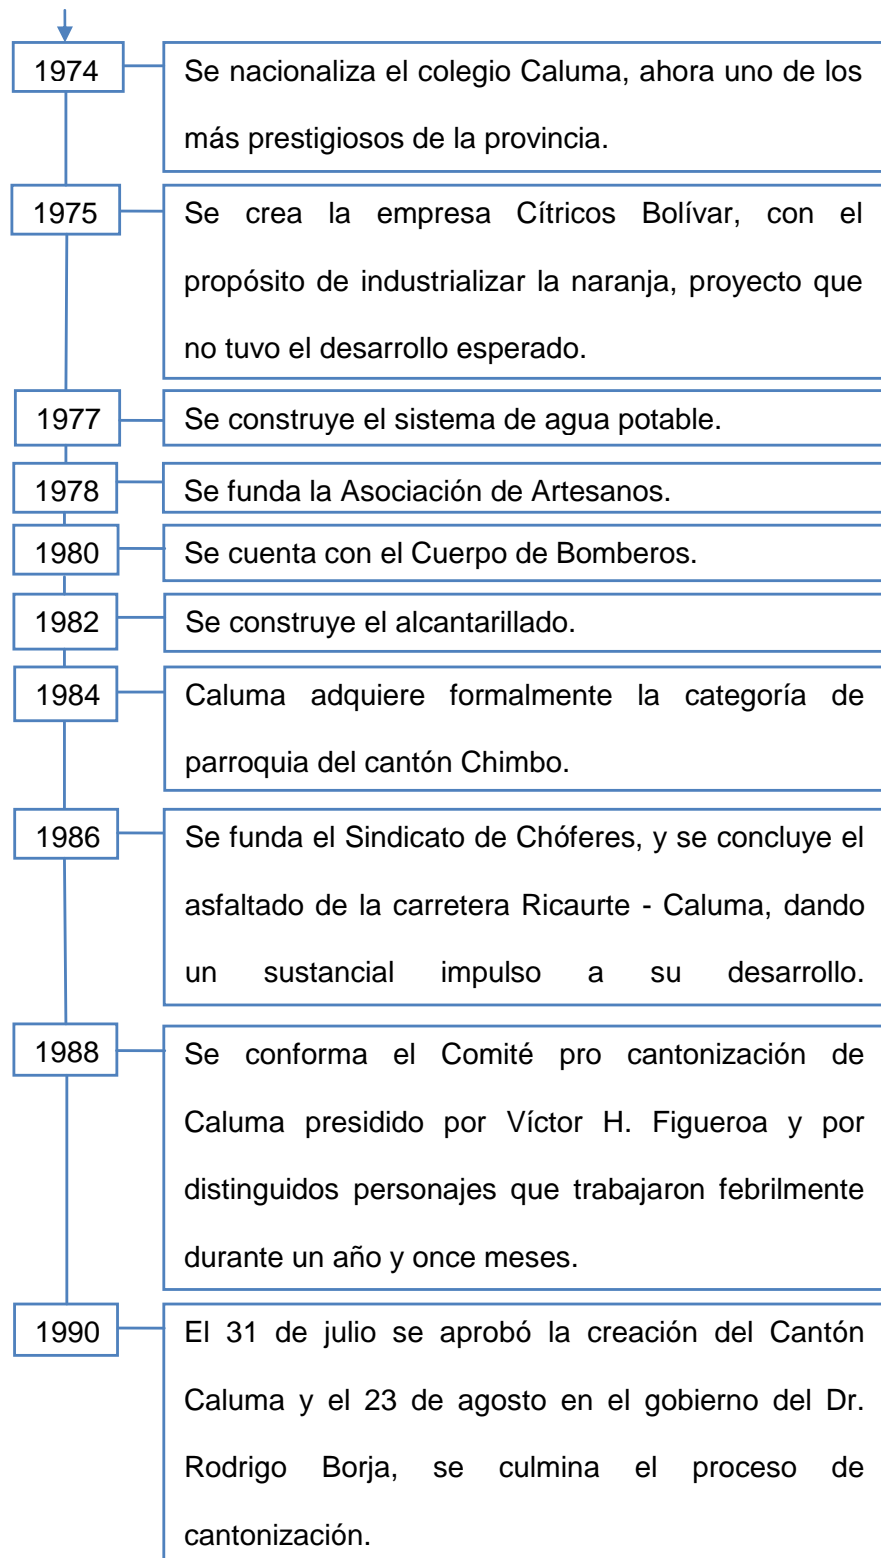 1974
Se nacionaliza el colegio Caluma, ahora uno de los
más prestigiosos de la provincia.
1975
Se crea la empresa Cítricos Bolívar, con el
propósito de industrializar la naranja, proyecto que
no tuvo el desarrollo esperado.
1977
Se construye el sistema de agua potable.
1978
Se funda la Asociación de Artesanos.
1980
Se cuenta con el Cuerpo de Bomberos.
1982
Se construye el alcantarillado.
1984
Caluma adquiere formalmente la categoría de
parroquia del cantón Chimbo.
1986
Se funda el Sindicato de Chóferes, y se concluye el
asfaltado de la carretera Ricaurte - Caluma, dando
un sustancial impulso a su desarrollo.
1988
Se conforma el Comité pro cantonización de
Caluma presidido por Víctor H. Figueroa y por
distinguidos personajes que trabajaron febrilmente
durante un año y once meses.
1990
El 31 de julio se aprobó la creación del Cantón
Caluma y el 23 de agosto en el gobierno del Dr.
Rodrigo Borja, se culmina el proceso de
cantonización.